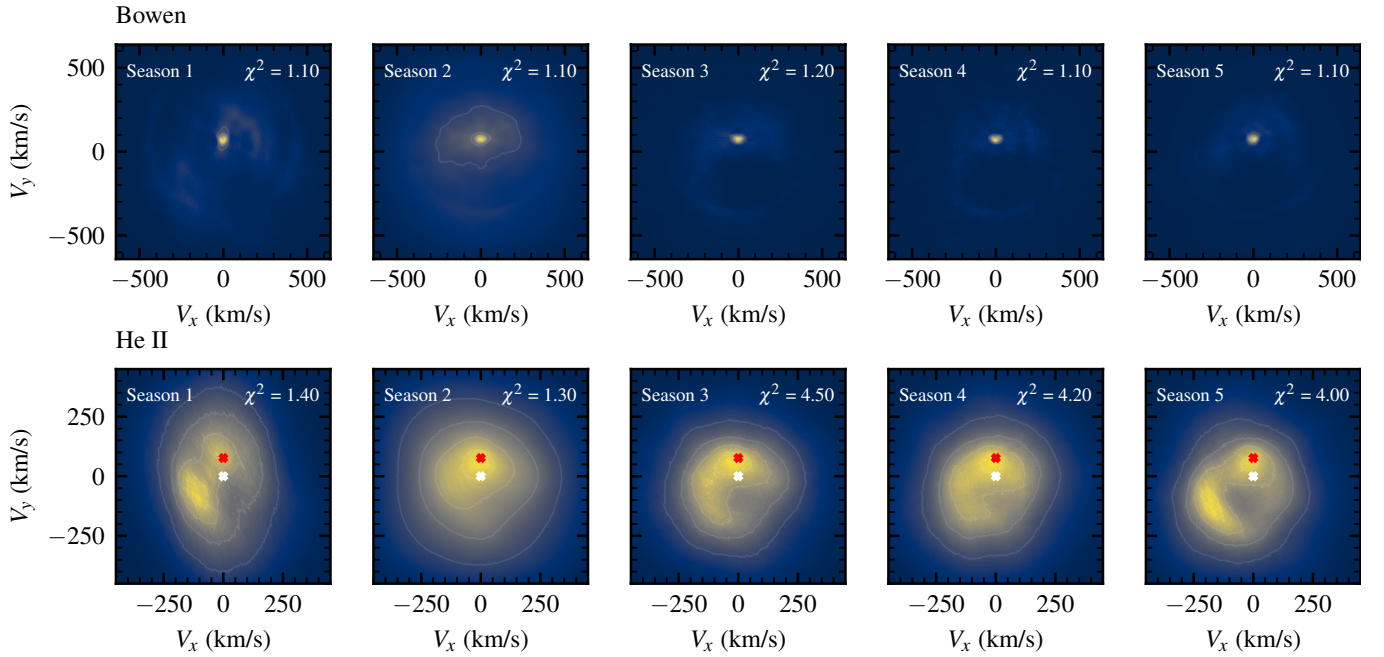 Bowen
Season 1 χ² = 1.10
Season 2 χ² = 1.10
Season 3 χ² = 1.20
Season 4 χ² = 1.10
Season 5 χ² = 1.10
500
0
−500
V_y (km/s)
−500 0 500
−500 0 500
−500 0 500
−500 0 500
−500 0 500
V_x (km/s)
V_x (km/s)
V_x (km/s)
V_x (km/s)
V_x (km/s)
He II
Season 1 χ² = 1.40
Season 2 χ² = 1.30
Season 3 χ² = 4.50
Season 4 χ² = 4.20
Season 5 χ² = 4.00
250
0
−250
V_y (km/s)
−250 0 250
−250 0 250
−250 0 250
−250 0 250
−250 0 250
V_x (km/s)
V_x (km/s)
V_x (km/s)
V_x (km/s)
V_x (km/s)